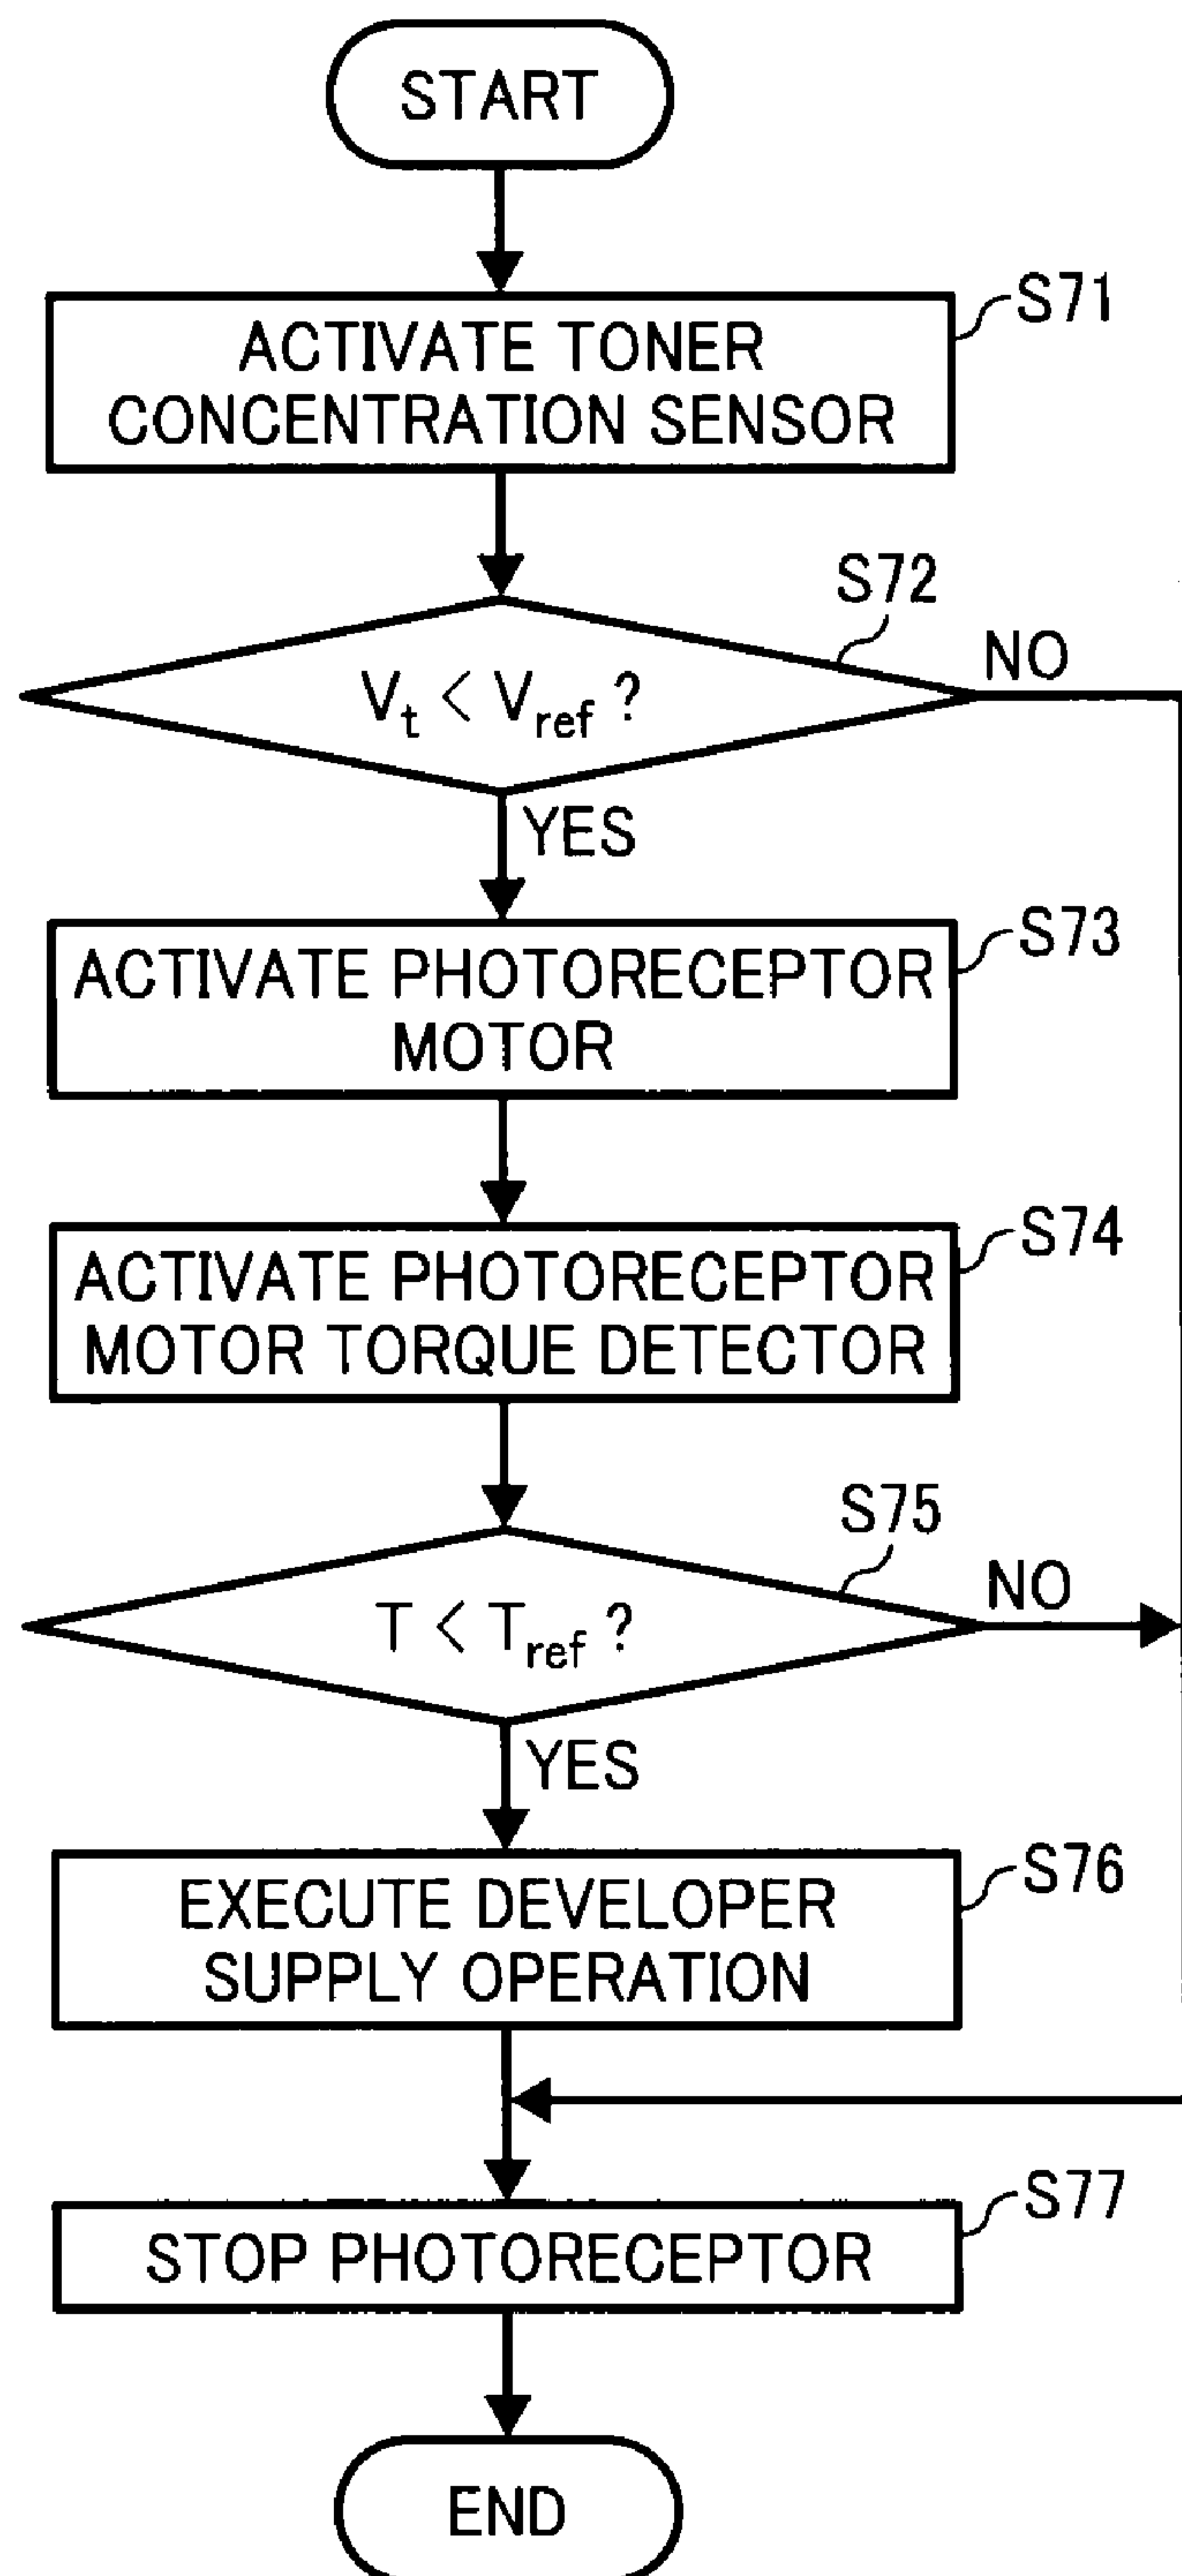 START
S71
ACTIVATE TONER
CONCENTRATION SENSOR
S72
Vt < Vref ?
NO
YES
S73
ACTIVATE PHOTORECEPTOR
MOTOR
S74
ACTIVATE PHOTORECEPTOR
MOTOR TORQUE DETECTOR
S75
T < Tref ?
NO
YES
S76
EXECUTE DEVELOPER
SUPPLY OPERATION
S77
STOP PHOTORECEPTOR
END